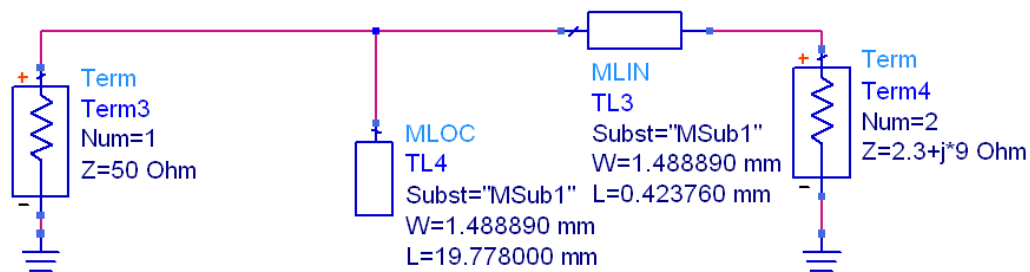 +
Term
Term3
Num=1
Z=50 Ohm
-
MLOC
TL4
Subst="MSub1"
W=1.488890 mm
L=19.778000 mm
MLIN
TL3
Subst="MSub1"
W=1.488890 mm
L=0.423760 mm
+
Term
Term4
Num=2
Z=2.3+j*9 Ohm
-